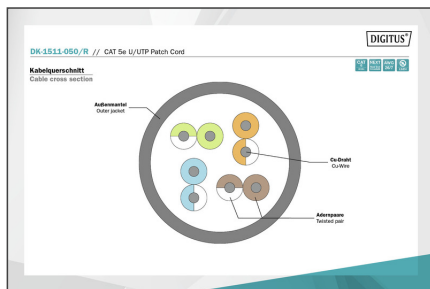 DIGITUS®
DK-1511-050/R // CAT 5e U/UTP Patch Cord
Kabelquerschnitt
Cable cross section
Außenmantel
Outer jacket
Cu-Draht
Cu-Wire
Adernpaare
Twisted pair